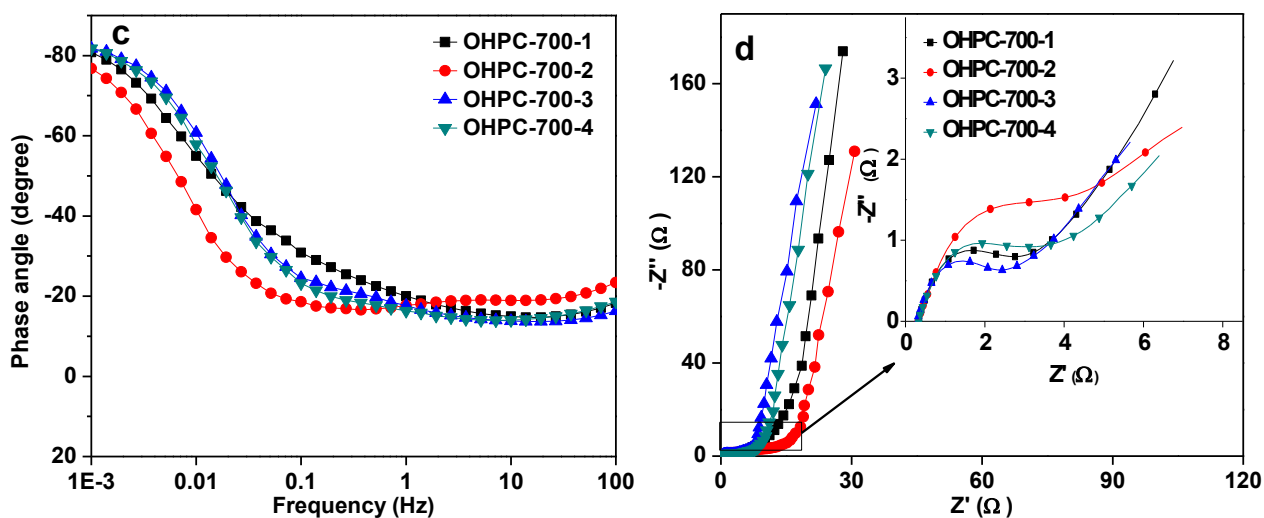 c
OHPC-700-1
OHPC-700-2
OHPC-700-3
OHPC-700-4
-80
-60
-40
-20
0
20
Phase angle (degree)
1E-3 0.01 0.1 1 10 100
Frequency (Hz)
d
160
120
80
40
0
-Z'' (Ω)
0 30 60 90 120
Z' (Ω)
OHPC-700-1
OHPC-700-2
OHPC-700-3
OHPC-700-4
3
2
1
0
-Z'' (Ω)
0 2 4 6 8
Z' (Ω)